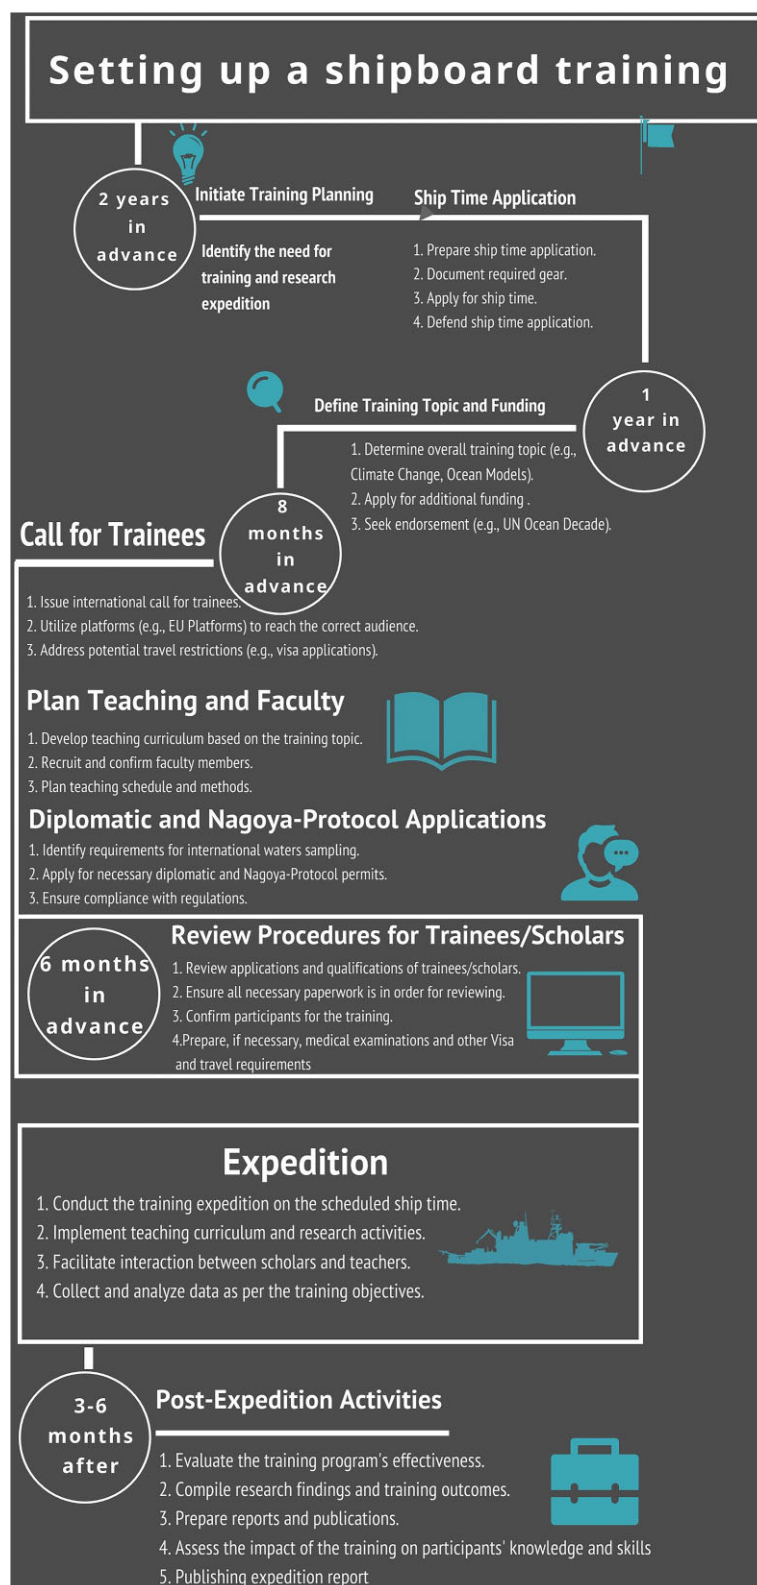 Setting up a shipboard training
2 years
in
advance
Initiate Training Planning
Identify the need for
training and research
expedition
Ship Time Application
1. Prepare ship time application.
2. Document required gear.
3. Apply for ship time.
4. Defend ship time application.
1
year in
advance
Define Training Topic and Funding
1. Determine overall training topic (e.g.,
Climate Change, Ocean Models).
2. Apply for additional funding .
3. Seek endorsement (e.g., UN Ocean Decade).
8
months
in
advance
Call for Trainees
1. Issue international call for trainees.
2. Utilize platforms (e.g., EU Platforms) to reach the correct audience.
3. Address potential travel restrictions (e.g., visa applications).
Plan Teaching and Faculty
1. Develop teaching curriculum based on the training topic.
2. Recruit and confirm faculty members.
3. Plan teaching schedule and methods.
Diplomatic and Nagoya-Protocol Applications
1. Identify requirements for international waters sampling.
2. Apply for necessary diplomatic and Nagoya-Protocol permits.
3. Ensure compliance with regulations.
6 months
in
advance
Review Procedures for Trainees/Scholars
1. Review applications and qualifications of trainees/scholars.
2. Ensure all necessary paperwork is in order for reviewing.
3. Confirm participants for the training.
4.Prepare, if necessary, medical examinations and other Visa
and travel requirements
Expedition
1. Conduct the training expedition on the scheduled ship time.
2. Implement teaching curriculum and research activities.
3. Facilitate interaction between scholars and teachers.
4. Collect and analyze data as per the training objectives.
3-6
months
after
Post-Expedition Activities
1. Evaluate the training program's effectiveness.
2. Compile research findings and training outcomes.
3. Prepare reports and publications.
4. Assess the impact of the training on participants' knowledge and skills
5. Publishing expedition report